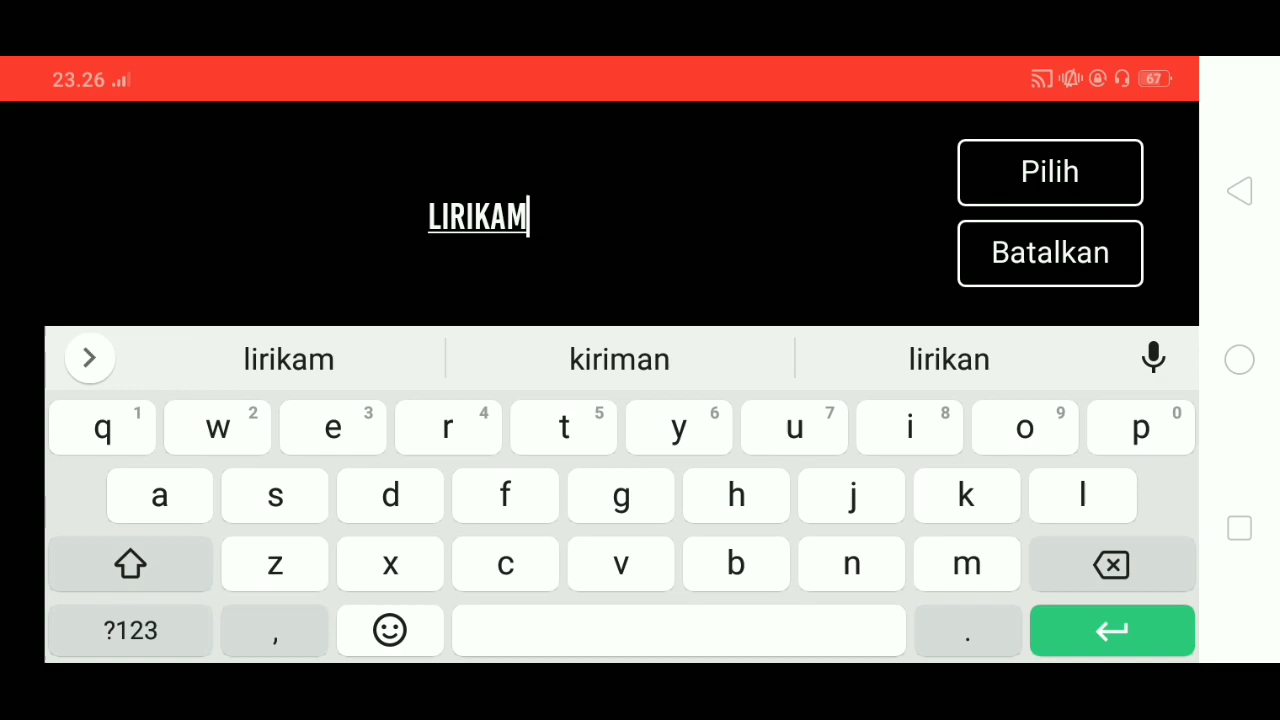 23.26
67
Pilih
LIRIKAM
Batalkan
lirikam kiriman lirikan
q 1 w 2 e 3 r 4 t 5 y 6 u 7 i 8 o 9 p 0
a s d f g h j k l
z x c v b n m
?123 , .